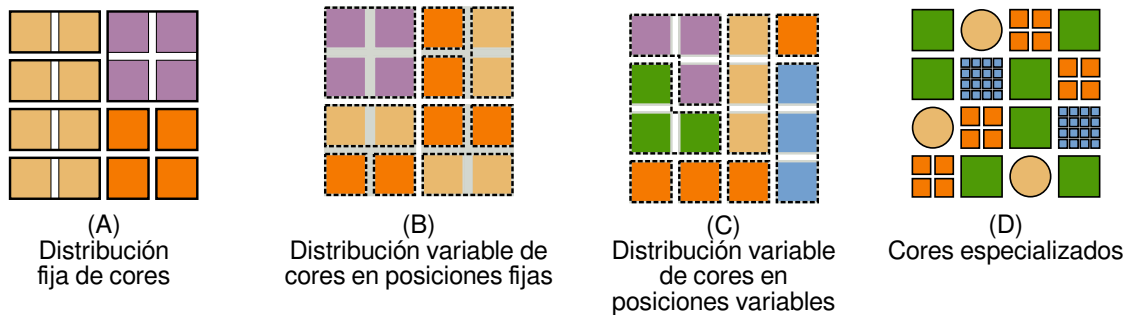 (A)
Distribución
fija de cores
(B)
Distribución variable de
cores en posiciones fijas
(C)
Distribución variable
de cores en
posiciones variables
(D)
Cores especializados